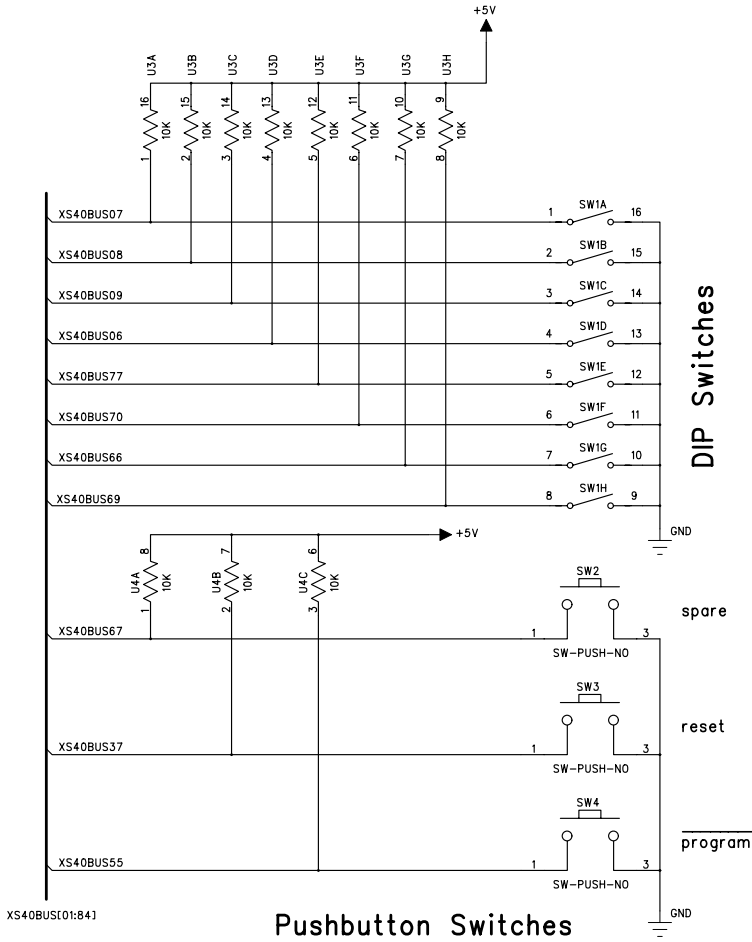 +5V
U3A U3B U3C U3D U3E U3F U3G U3H
16 15 14 13 12 11 10 9
10K 10K 10K 10K 10K 10K 10K 10K
1 2 3 4 5 6 7 8
XS40BUS07 1 SW1A 16
XS40BUS08 2 SW1B 15
XS40BUS09 3 SW1C 14
XS40BUS06 4 SW1D 13
XS40BUS77 5 SW1E 12
XS40BUS70 6 SW1F 11
XS40BUS66 7 SW1G 10
XS40BUS69 8 SW1H 9
DIP Switches
GND
+5V
8 7 6
U4A 10K U4B 10K U4C 10K
1 2 3
SW2
spare
XS40BUS67 1 3
SW-PUSH-NO
SW3
reset
XS40BUS37 1 3
SW-PUSH-NO
SW4
program
XS40BUS55 1 3
SW-PUSH-NO
XS40BUS[01:84]
GND
Pushbutton Switches